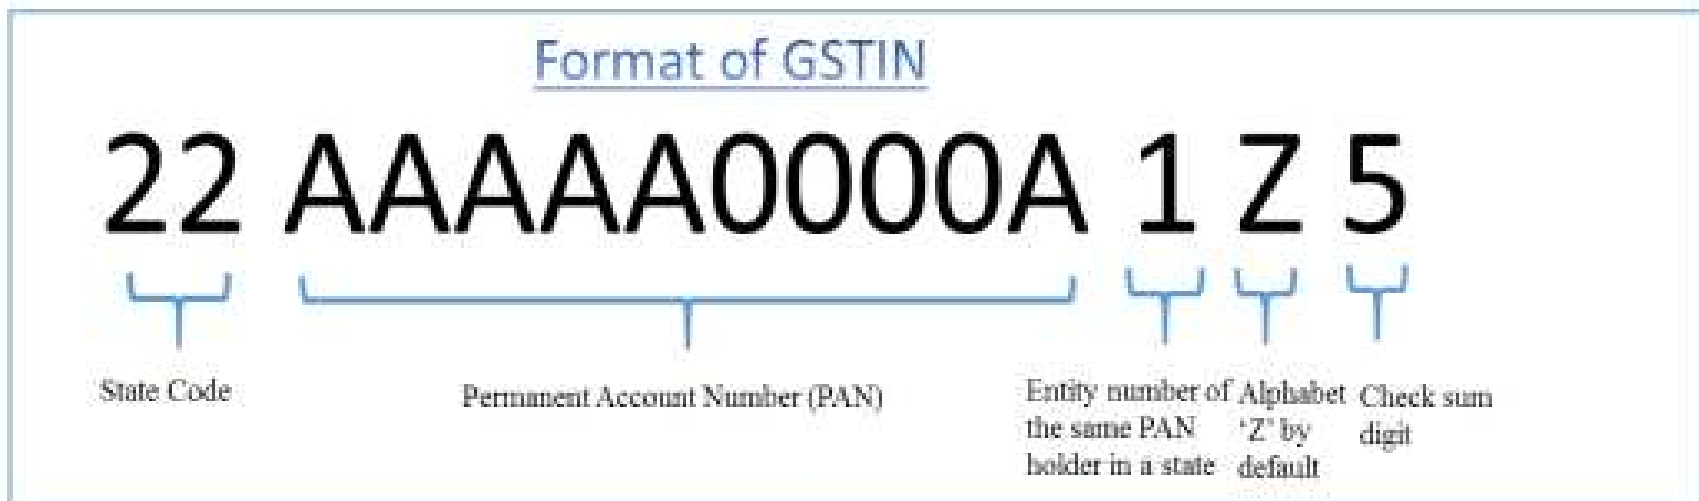 Format of GSTIN
22 AAAAA0000A 1 Z 5
State Code
Permanent Account Number (PAN)
Entity number of
the same PAN
holder in a state
Alphabet
'Z' by
default
Check sum
digit